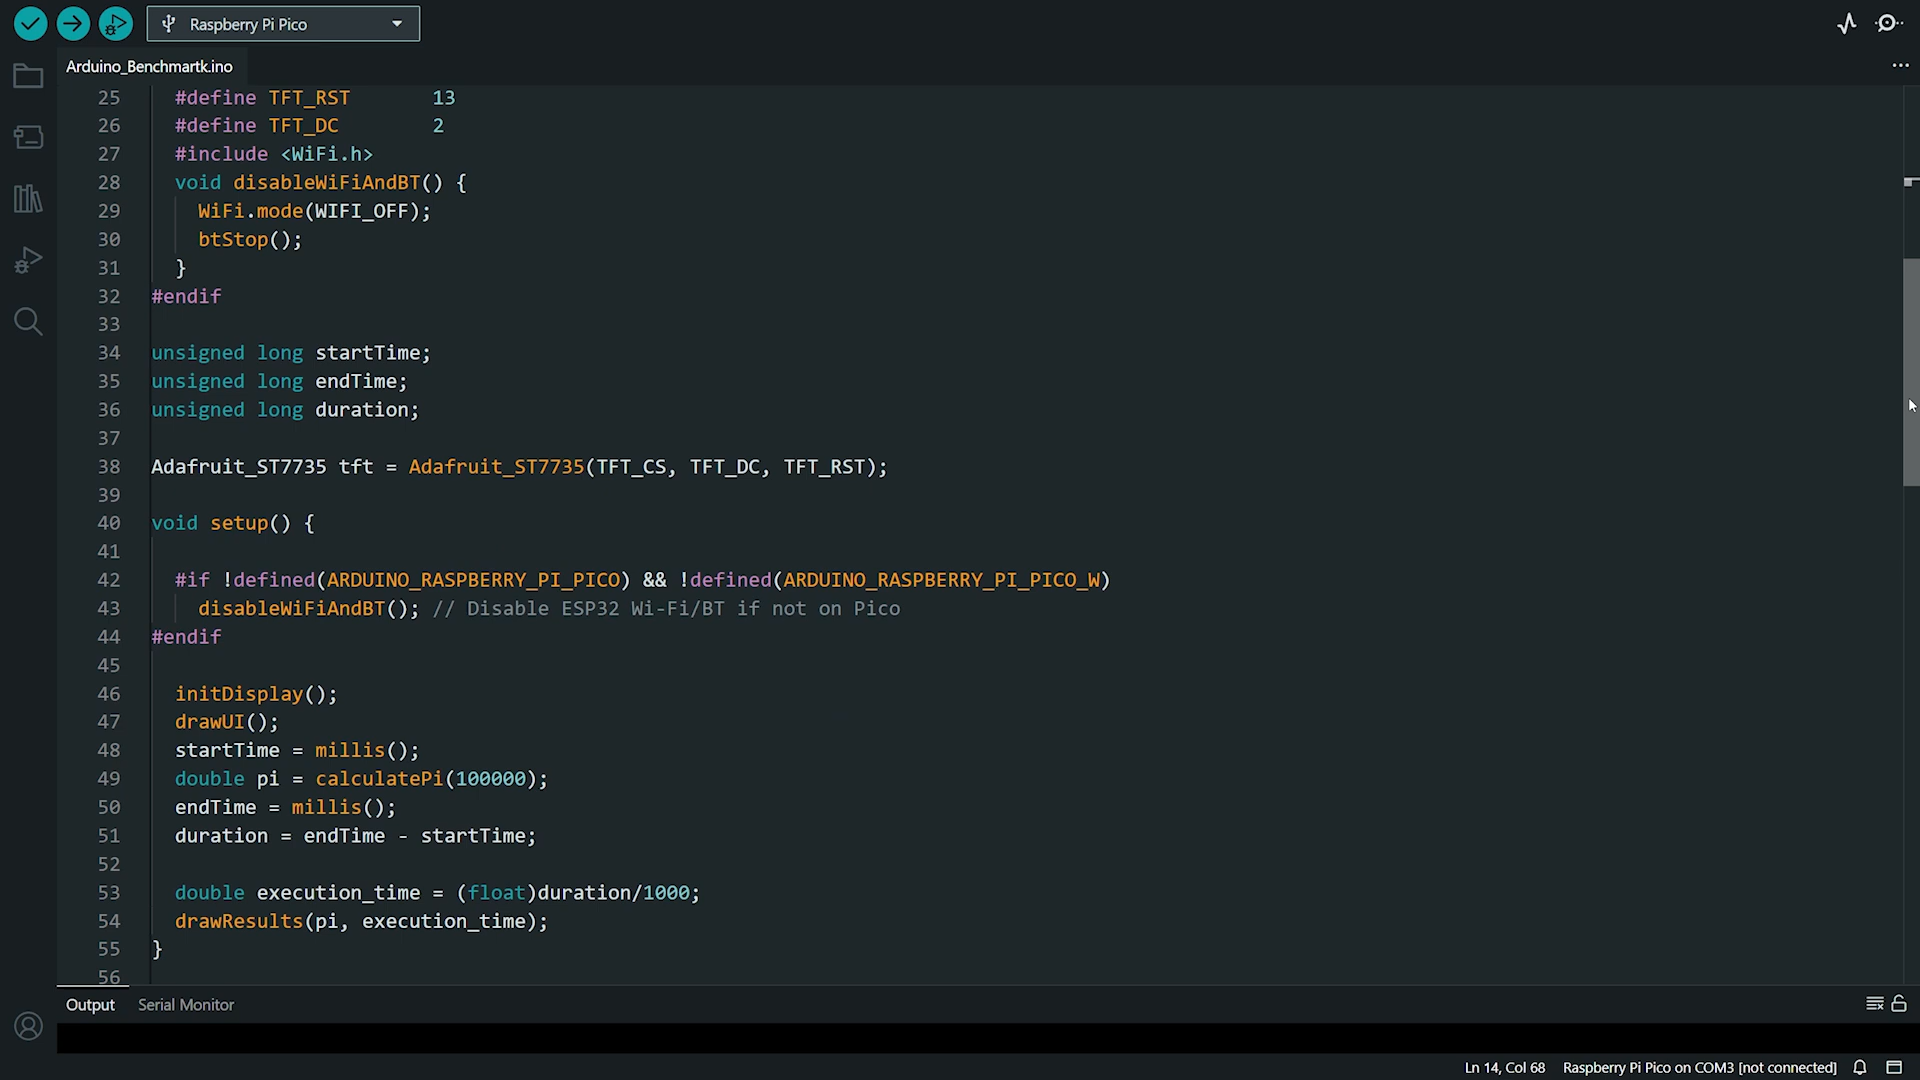 Raspberry Pi Pico
Arduino_Benchmartk.ino
25 #define TFT_RST 13
26 #define TFT_DC 2
27 #include <WiFi.h>
28 void disableWiFiAndBT() {
29 WiFi.mode(WIFI_OFF);
30 btStop();
31 }
32 #endif
33
34 unsigned long startTime;
35 unsigned long endTime;
36 unsigned long duration;
37
38 Adafruit_ST7735 tft = Adafruit_ST7735(TFT_CS, TFT_DC, TFT_RST);
39
40 void setup() {
41
42 #if !defined(ARDUINO_RASPBERRY_PI_PICO) && !defined(ARDUINO_RASPBERRY_PI_PICO_W)
43 disableWiFiAndBT(); // Disable ESP32 Wi-Fi/BT if not on Pico
44 #endif
45
46 initDisplay();
47 drawUI();
48 startTime = millis();
49 double pi = calculatePi(100000);
50 endTime = millis();
51 duration = endTime - startTime;
52
53 double execution_time = (float)duration/1000;
54 drawResults(pi, execution_time);
55 }
56
Output Serial Monitor
Ln 14, Col 68 Raspberry Pi Pico on COM3 [not connected]